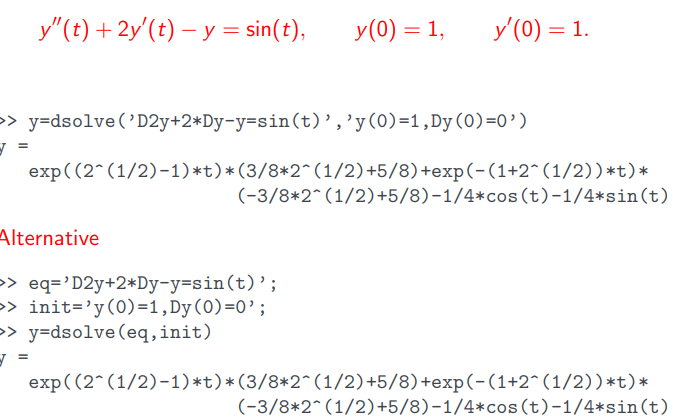 y″(t) + 2y′(t) − y = sin(t), y(0) = 1, y′(0) = 1.
>> y=dsolve('D2y+2*Dy-y=sin(t)','y(0)=1,Dy(0)=0')
y =
exp((2^(1/2)-1)*t)*(3/8*2^(1/2)+5/8)+exp(-(1+2^(1/2))*t)*
(-3/8*2^(1/2)+5/8)-1/4*cos(t)-1/4*sin(t)
Alternative
>> eq='D2y+2*Dy-y=sin(t)';
>> init='y(0)=1,Dy(0)=0';
>> y=dsolve(eq,init)
y =
exp((2^(1/2)-1)*t)*(3/8*2^(1/2)+5/8)+exp(-(1+2^(1/2))*t)*
(-3/8*2^(1/2)+5/8)-1/4*cos(t)-1/4*sin(t)